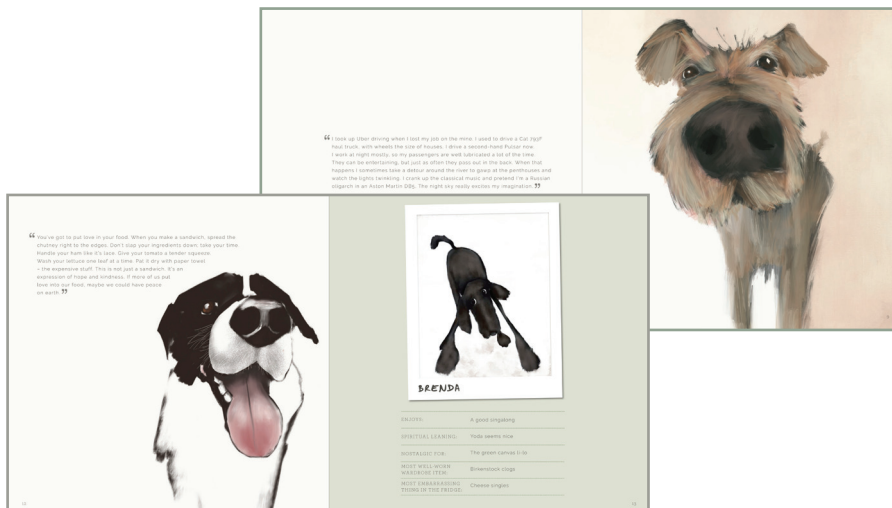 “ I took up Uber driving when I lost my job on the mine. I used to drive a Cat 793F
haul truck, with wheels the size of houses. I drive a second-hand Pulsar now.
I work at night mostly, so my passengers are well lubricated a lot of the time.
They can be entertaining, but just as often they pass out in the back. When that
happens I sometimes take a detour around the river to gawp at the penthouses and
watch the lights twinkling. I crank up the classical music and pretend I'm a Russian
oligarch in an Aston Martin DB5. The night sky really excites my imagination. ”
“ You've got to put love in your food. When you make a sandwich, spread the
chutney right to the edges. Don't slap your ingredients down; take your time.
Handle your ham like it's lace. Give your tomato a tender squeeze.
Wash your lettuce one leaf at a time. Pat it dry with paper towel
– the expensive stuff. This is not just a sandwich. It's an
expression of hope and kindness. If more of us put
love into our food, maybe we could have peace
on earth. ”
BRENDA
ENJOYS: A good singalong
SPIRITUAL LEANING: Yoda seems nice
NOSTALGIC FOR: The green canvas li-lo
MOST WELL-WORN
WARDROBE ITEM: Birkenstock clogs
MOST EMBARRASSING
THING IN THE FRIDGE: Cheese singles